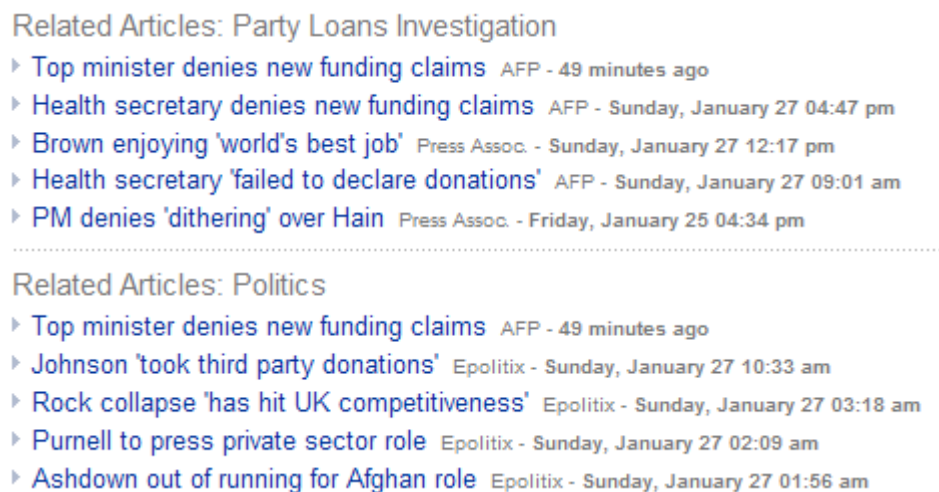 Related Articles: Party Loans Investigation
Top minister denies new funding claims AFP - 49 minutes ago
Health secretary denies new funding claims AFP - Sunday, January 27 04:47 pm
Brown enjoying 'world's best job' Press Assoc. - Sunday, January 27 12:17 pm
Health secretary 'failed to declare donations' AFP - Sunday, January 27 09:01 am
PM denies 'dithering' over Hain Press Assoc. - Friday, January 25 04:34 pm
Related Articles: Politics
Top minister denies new funding claims AFP - 49 minutes ago
Johnson 'took third party donations' Epolitix - Sunday, January 27 10:33 am
Rock collapse 'has hit UK competitiveness' Epolitix - Sunday, January 27 03:18 am
Purnell to press private sector role Epolitix - Sunday, January 27 02:09 am
Ashdown out of running for Afghan role Epolitix - Sunday, January 27 01:56 am